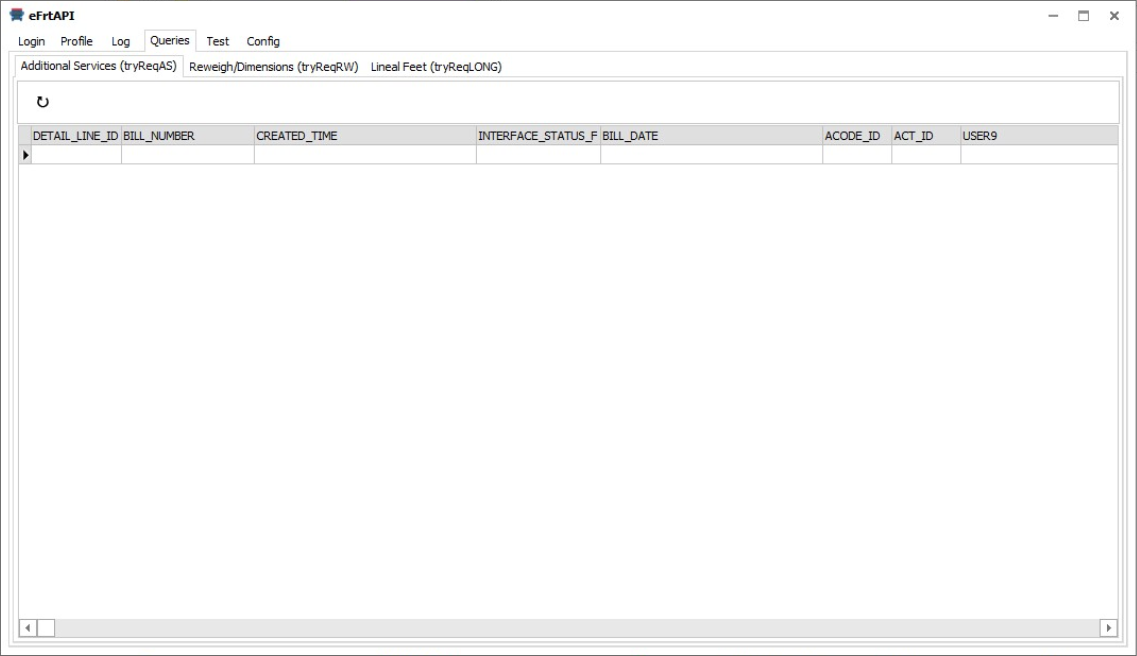 eFrtAPI
Login Profile Log Queries Test Config
Additional Services (tryReqAS) Reweigh/Dimensions (tryReqRW) Lineal Feet (tryReqLONG)
DETAIL_LINE_ID BILL_NUMBER CREATED_TIME INTERFACE_STATUS_F BILL_DATE ACODE_ID ACT_ID USER9